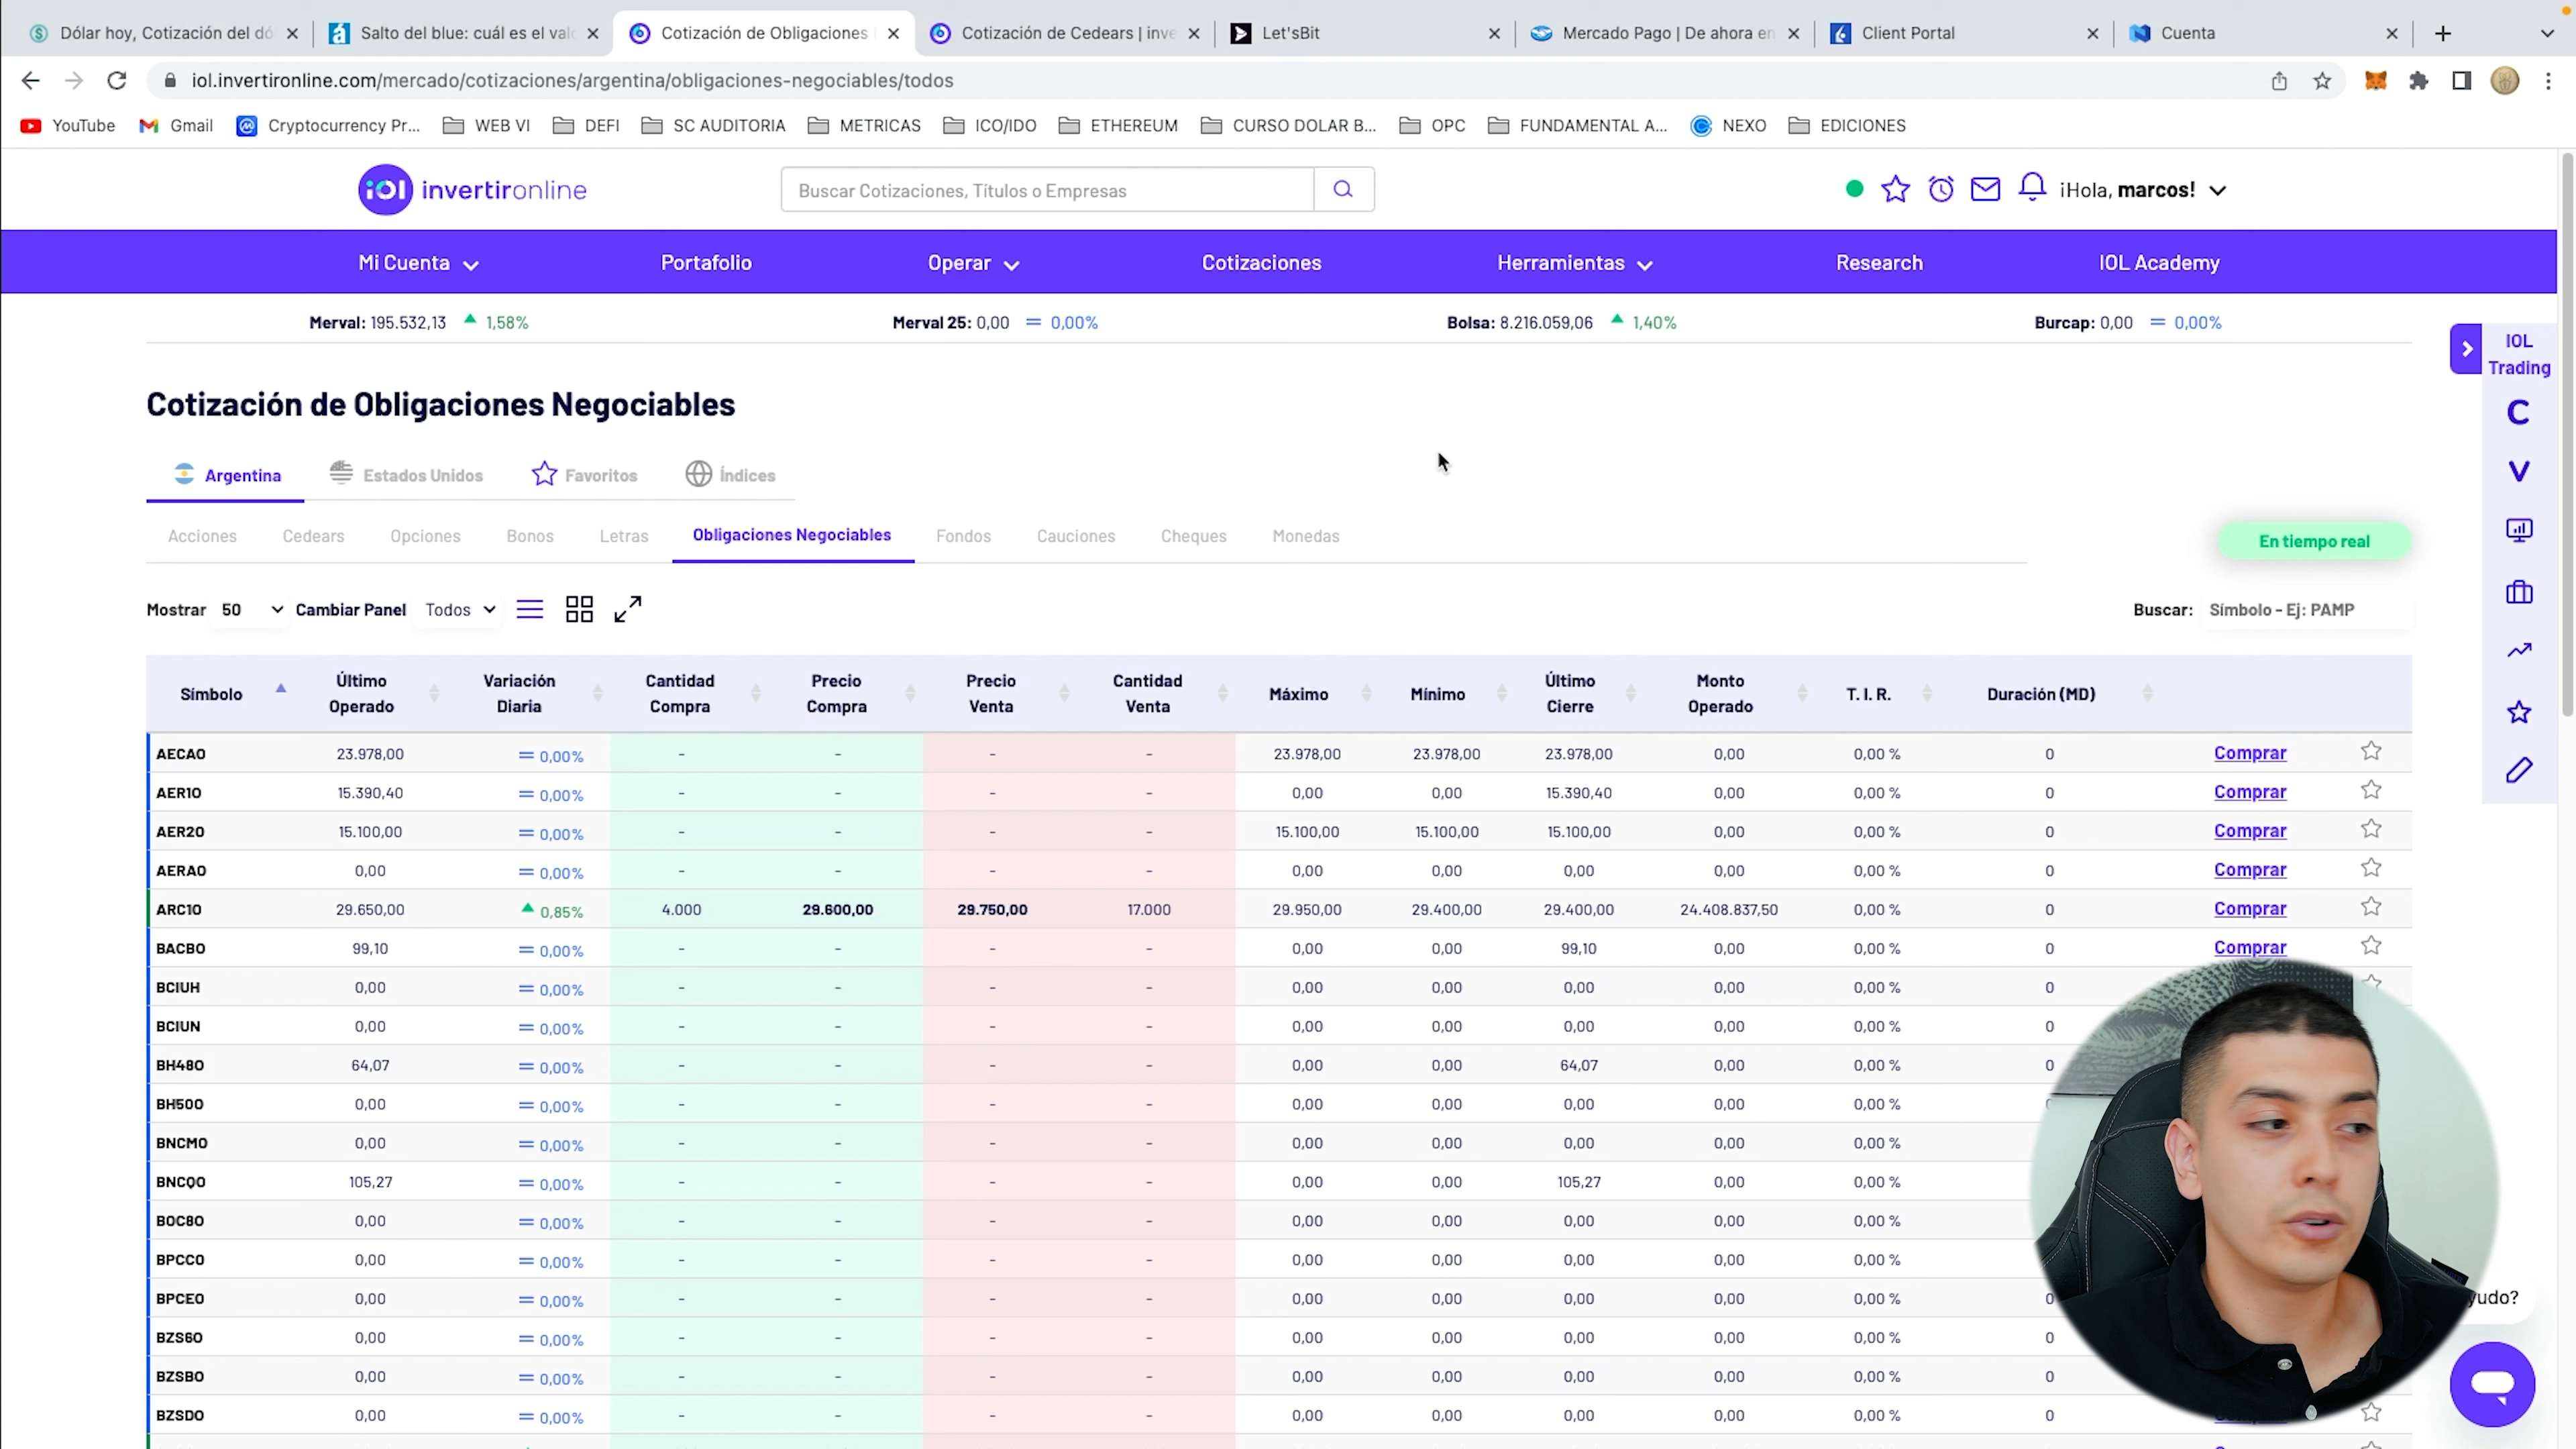 Dólar hoy, Cotización del dó
Salto del blue: cuál es el valo
Cotización de Obligaciones
Cotización de Cedears | inve
Let'sBit
Mercado Pago | De ahora en
Client Portal
Cuenta
iol.invertironline.com/mercado/cotizaciones/argentina/obligaciones-negociables/todos
YouTube Gmail Cryptocurrency Pr... WEB VI DEFI SC AUDITORIA METRICAS ICO/IDO ETHEREUM CURSO DOLAR B... OPC FUNDAMENTAL A... NEXO EDICIONES
iOl invertironline
Buscar Cotizaciones, Títulos o Empresas
¡Hola, marcos!
Mi Cuenta Portafolio Operar Cotizaciones Herramientas Research IOL Academy
Merval: 195.532,13 1,58% Merval 25: 0,00 = 0,00% Bolsa: 8.216.059,06 1,40% Burcap: 0,00 = 0,00%
IOL
Trading
C
V
Cotización de Obligaciones Negociables
Argentina Estados Unidos Favoritos Índices
Acciones Cedears Opciones Bonos Letras Obligaciones Negociables Fondos Cauciones Cheques Monedas
En tiempo real
Mostrar 50 Cambiar Panel Todos
Buscar: Símbolo - Ej: PAMP
Símbolo Último Operado Variación Diaria Cantidad Compra Precio Compra Precio Venta Cantidad Venta Máximo Mínimo Último Cierre Monto Operado T. I. R. Duración (MD)
AECAO 23.978,00 = 0,00% - - - - 23.978,00 23.978,00 23.978,00 0,00 0,00 % 0 Comprar
AER1O 15.390,40 = 0,00% - - - - 0,00 0,00 15.390,40 0,00 0,00 % 0 Comprar
AER2O 15.100,00 = 0,00% - - - - 15.100,00 15.100,00 15.100,00 0,00 0,00 % 0 Comprar
AERAO 0,00 = 0,00% - - - - 0,00 0,00 0,00 0,00 0,00 % 0 Comprar
ARC1O 29.650,00 0,85% 4.000 29.600,00 29.750,00 17.000 29.950,00 29.400,00 29.400,00 24.408.837,50 0,00 % 0 Comprar
BACBO 99,10 = 0,00% - - - - 0,00 0,00 99,10 0,00 0,00 % 0 Comprar
BCIUH 0,00 = 0,00% - - - - 0,00 0,00 0,00 0,00 0,00 % 0
BCIUN 0,00 = 0,00% - - - - 0,00 0,00 0,00 0,00 0,00 % 0
BH48O 64,07 = 0,00% - - - - 0,00 0,00 64,07 0,00 0,00 % 0
BH50O 0,00 = 0,00% - - - - 0,00 0,00 0,00 0,00 0,00 %
BNCMO 0,00 = 0,00% - - - - 0,00 0,00 0,00 0,00 0,00 %
BNCQO 105,27 = 0,00% - - - - 0,00 0,00 105,27 0,00 0,00 %
BOC8O 0,00 = 0,00% - - - - 0,00 0,00 0,00 0,00 0,00 %
BPCCO 0,00 = 0,00% - - - - 0,00 0,00 0,00 0,00 0,00 %
BPCEO 0,00 = 0,00% - - - - 0,00 0,00 0,00 0,00 0,00 % 0
yudo?
BZS6O 0,00 = 0,00% - - - - 0,00 0,00 0,00 0,00 0,00 % 0
BZSBO 0,00 = 0,00% - - - - 0,00 0,00 0,00 0,00 0,00 % 0
BZSDO 0,00 = 0,00% - - - - 0,00 0,00 0,00 0,00 0,00 % 0